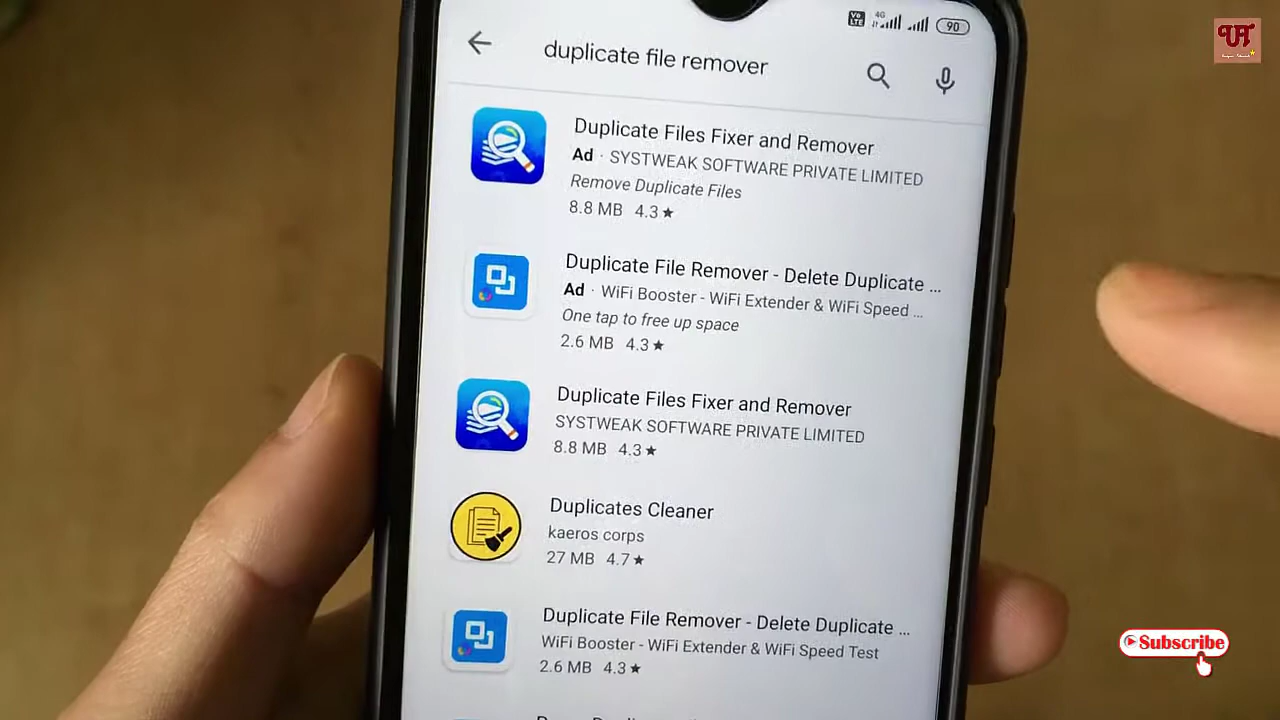 Vo
LTE
4G
90
duplicate file remover
Duplicate Files Fixer and Remover
Ad · SYSTWEAK SOFTWARE PRIVATE LIMITED
Remove Duplicate Files
8.8 MB 4.3★
Duplicate File Remover - Delete Duplicate ...
Ad · WiFi Booster - WiFi Extender & WiFi Speed ...
One tap to free up space
2.6 MB 4.3★
Duplicate Files Fixer and Remover
SYSTWEAK SOFTWARE PRIVATE LIMITED
8.8 MB 4.3★
Duplicates Cleaner
kaeros corps
27 MB 4.7★
Duplicate File Remover - Delete Duplicate ...
WiFi Booster - WiFi Extender & WiFi Speed Test
2.6 MB 4.3★
Subscribe